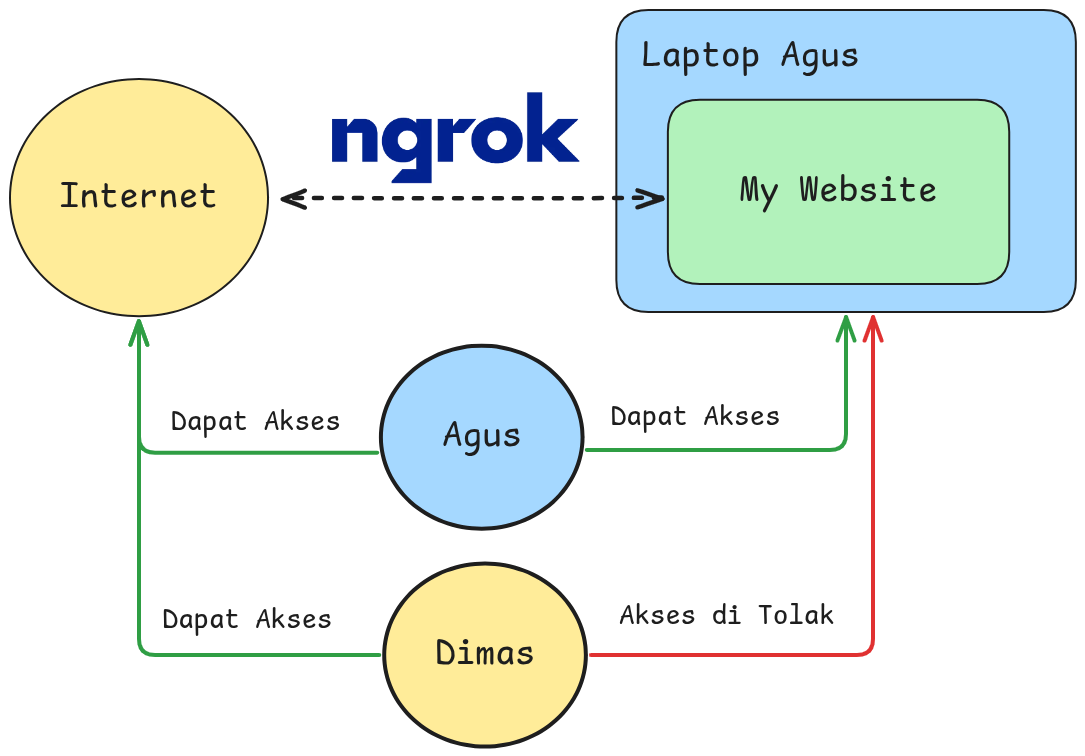 Laptop Agus
ngrok
Internet
My Website
Dapat Akses
Agus
Dapat Akses
Dapat Akses
Dimas
Akses di Tolak